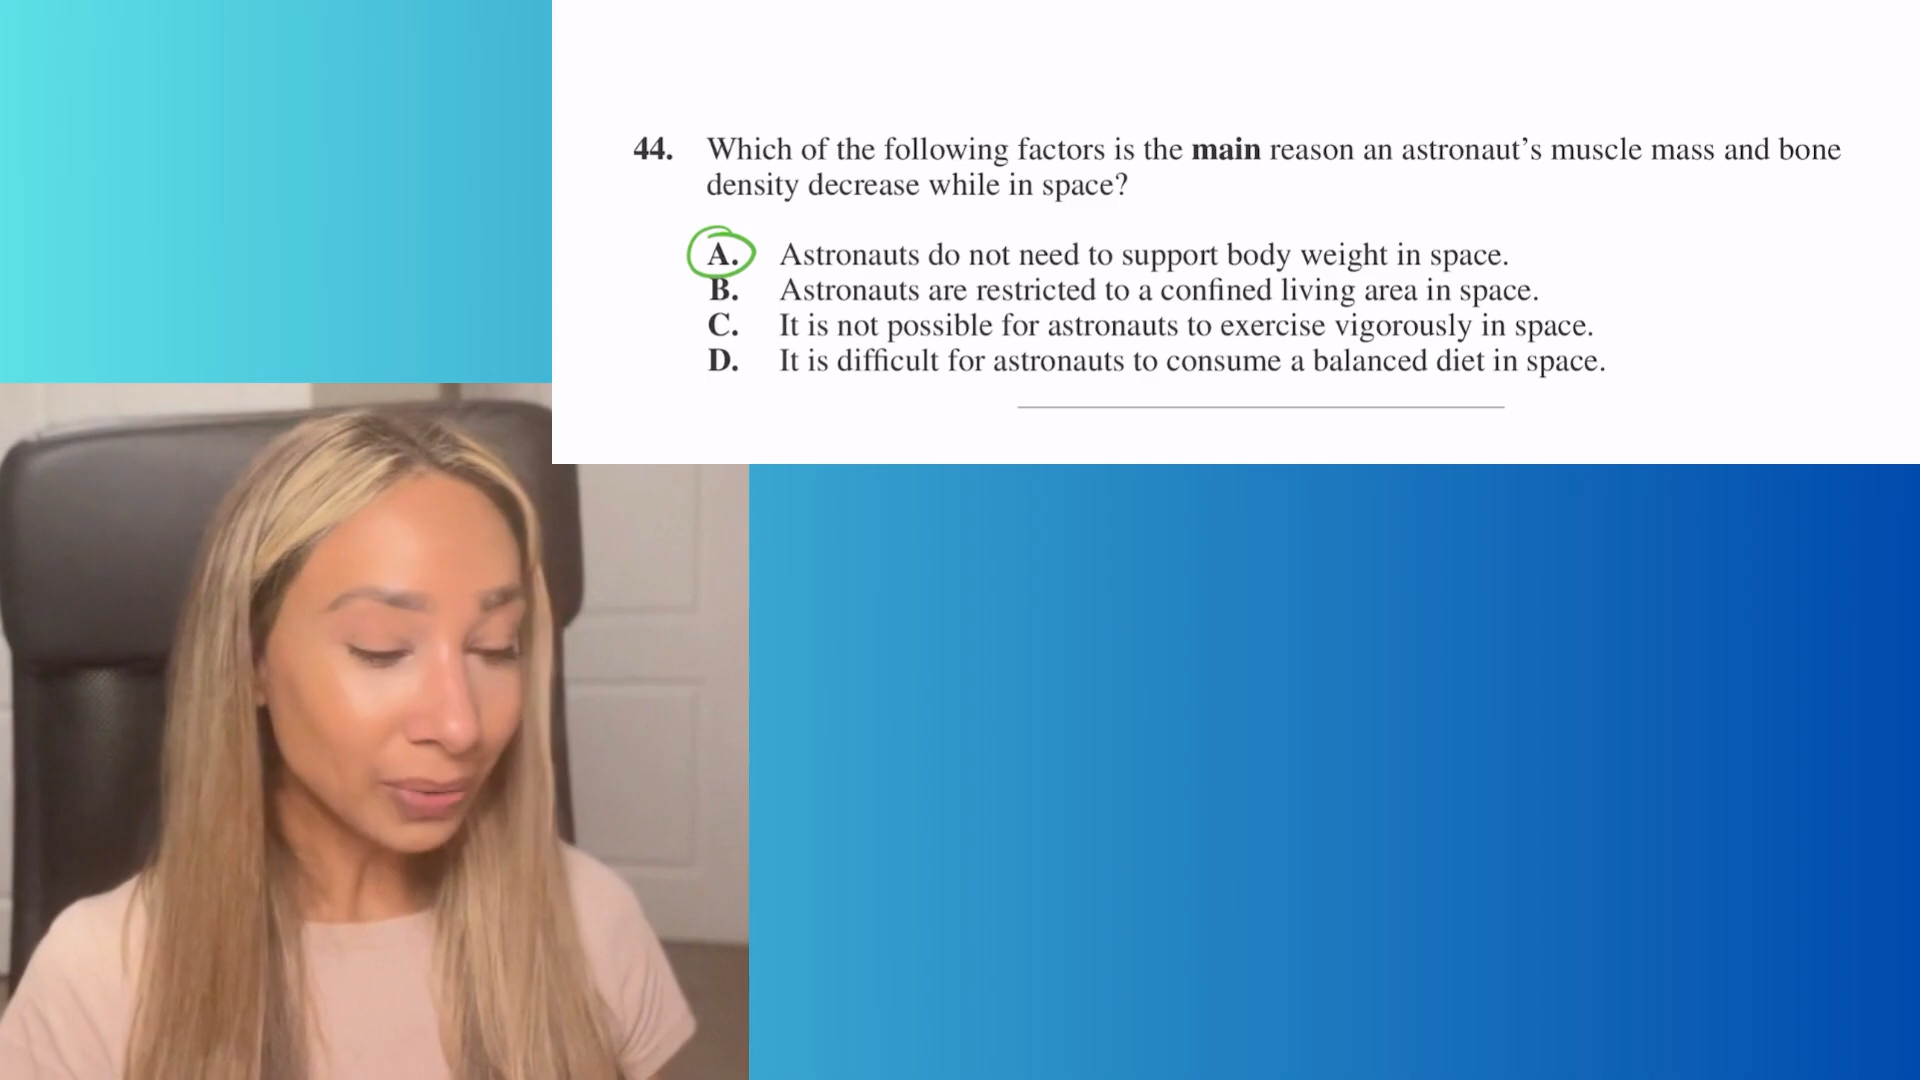 44. Which of the following factors is the main reason an astronaut’s muscle mass and bone
density decrease while in space?
A. Astronauts do not need to support body weight in space.
B. Astronauts are restricted to a confined living area in space.
C. It is not possible for astronauts to exercise vigorously in space.
D. It is difficult for astronauts to consume a balanced diet in space.